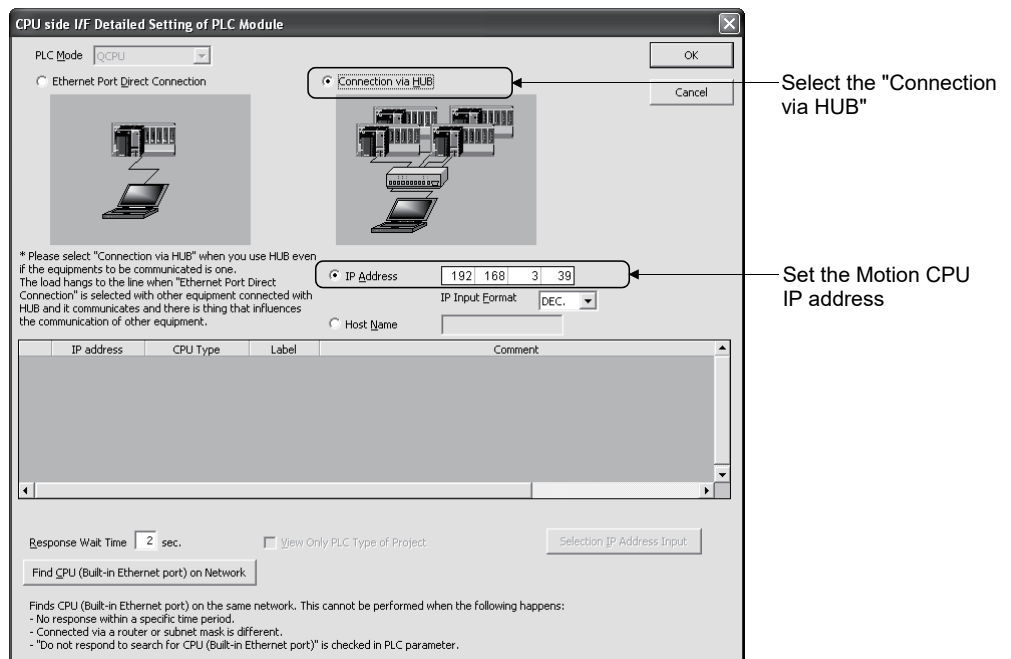 CPU side I/F Detailed Setting of PLC Module
PLC Mode QCPU
OK
Ethernet Port Direct Connection
Connection via HUB
Cancel
Select the "Connection
via HUB"
* Please select "Connection via HUB" when you use HUB even
if the equipments to be communicated is one.
The load hangs to the line when "Ethernet Port Direct
Connection" is selected with other equipment connected with
HUB and it communicates and there is thing that influences
the communication of other equipment.
IP Address 192 168 3 39
Set the Motion CPU
IP address
IP Input Format DEC.
Host Name
IP address CPU Type Label Comment
Response Wait Time 2 sec.
View Only PLC Type of Project
Selection IP Address Input
Find CPU (Built-in Ethernet port) on Network
Finds CPU (Built-in Ethernet port) on the same network. This cannot be performed when the following happens:
- No response within a specific time period.
- Connected via a router or subnet mask is different.
- "Do not respond to search for CPU (Built-in Ethernet port)" is checked in PLC parameter.